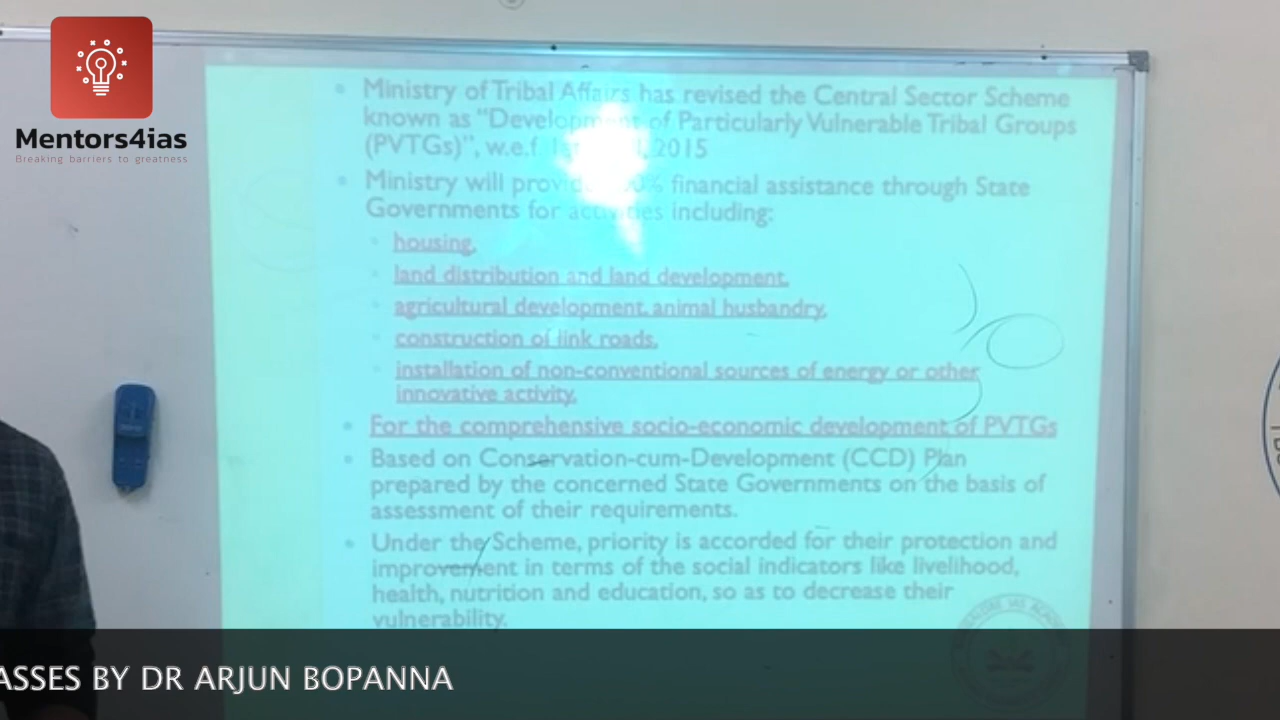 Mentors4ias
Breaking barriers to greatness
Ministry of Tribal Affairs has revised the Central Sector Scheme
known as "Development of Particularly Vulnerable Tribal Groups
(PVTGs)", w.e.f. 2015
Ministry will provide financial assistance through State
Governments for activities including:
housing,
land distribution and land development,
agricultural development, animal husbandry,
construction of link roads,
installation of non-conventional sources of energy or other
innovative activity,
For the comprehensive socio-economic development of PVTGs
Based on Conservation-cum-Development (CCD) Plan
prepared by the concerned State Governments on the basis of
assessment of their requirements.
Under the Scheme, priority is accorded for their protection and
improvement in terms of the social indicators like livelihood,
health, nutrition and education, so as to decrease their
vulnerability.
IAS ACAD
ASSES BY DR ARJUN BOPANNA